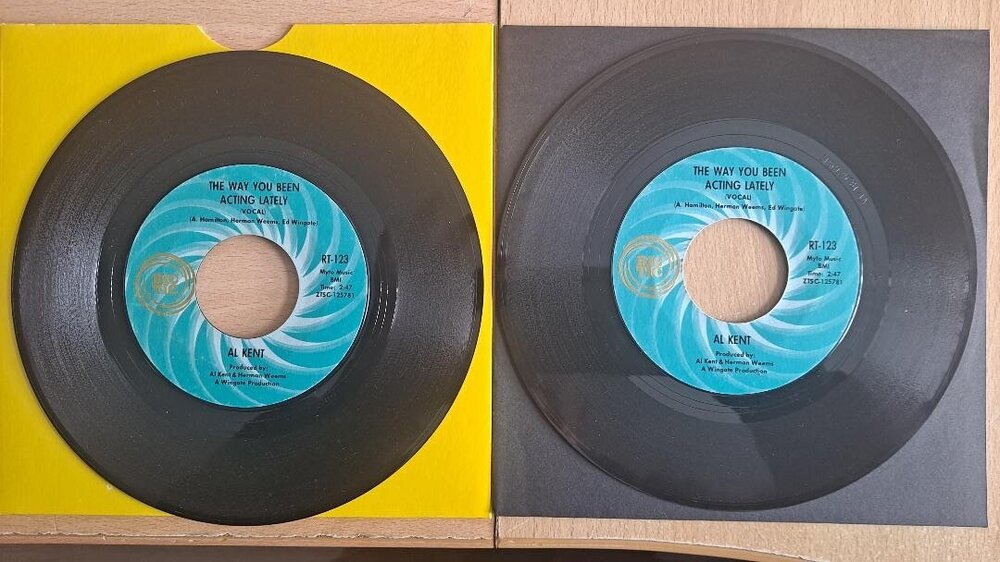 THE WAY YOU BEEN
ACTING LATELY
(VOCAL)
(A. Hamilton, Herman Weems, Ed Wingate)
RT-123
Myto Music
BMI
Time: 2:47
ZTSC-125781
AL KENT
Produced by:
Al Kent & Herman Weems
A Wingate Production
THE WAY YOU BEEN
ACTING LATELY
(VOCAL)
(A. Hamilton, Herman Weems, Ed Wingate)
RT-123
Myto Music
BMI
Time: 2:47
ZTSC-125781
AL KENT
Produced by:
Al Kent & Herman Weems
A Wingate Production